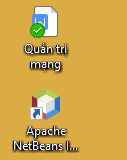 Quản trị
mạng
Apache
NetBeans I...